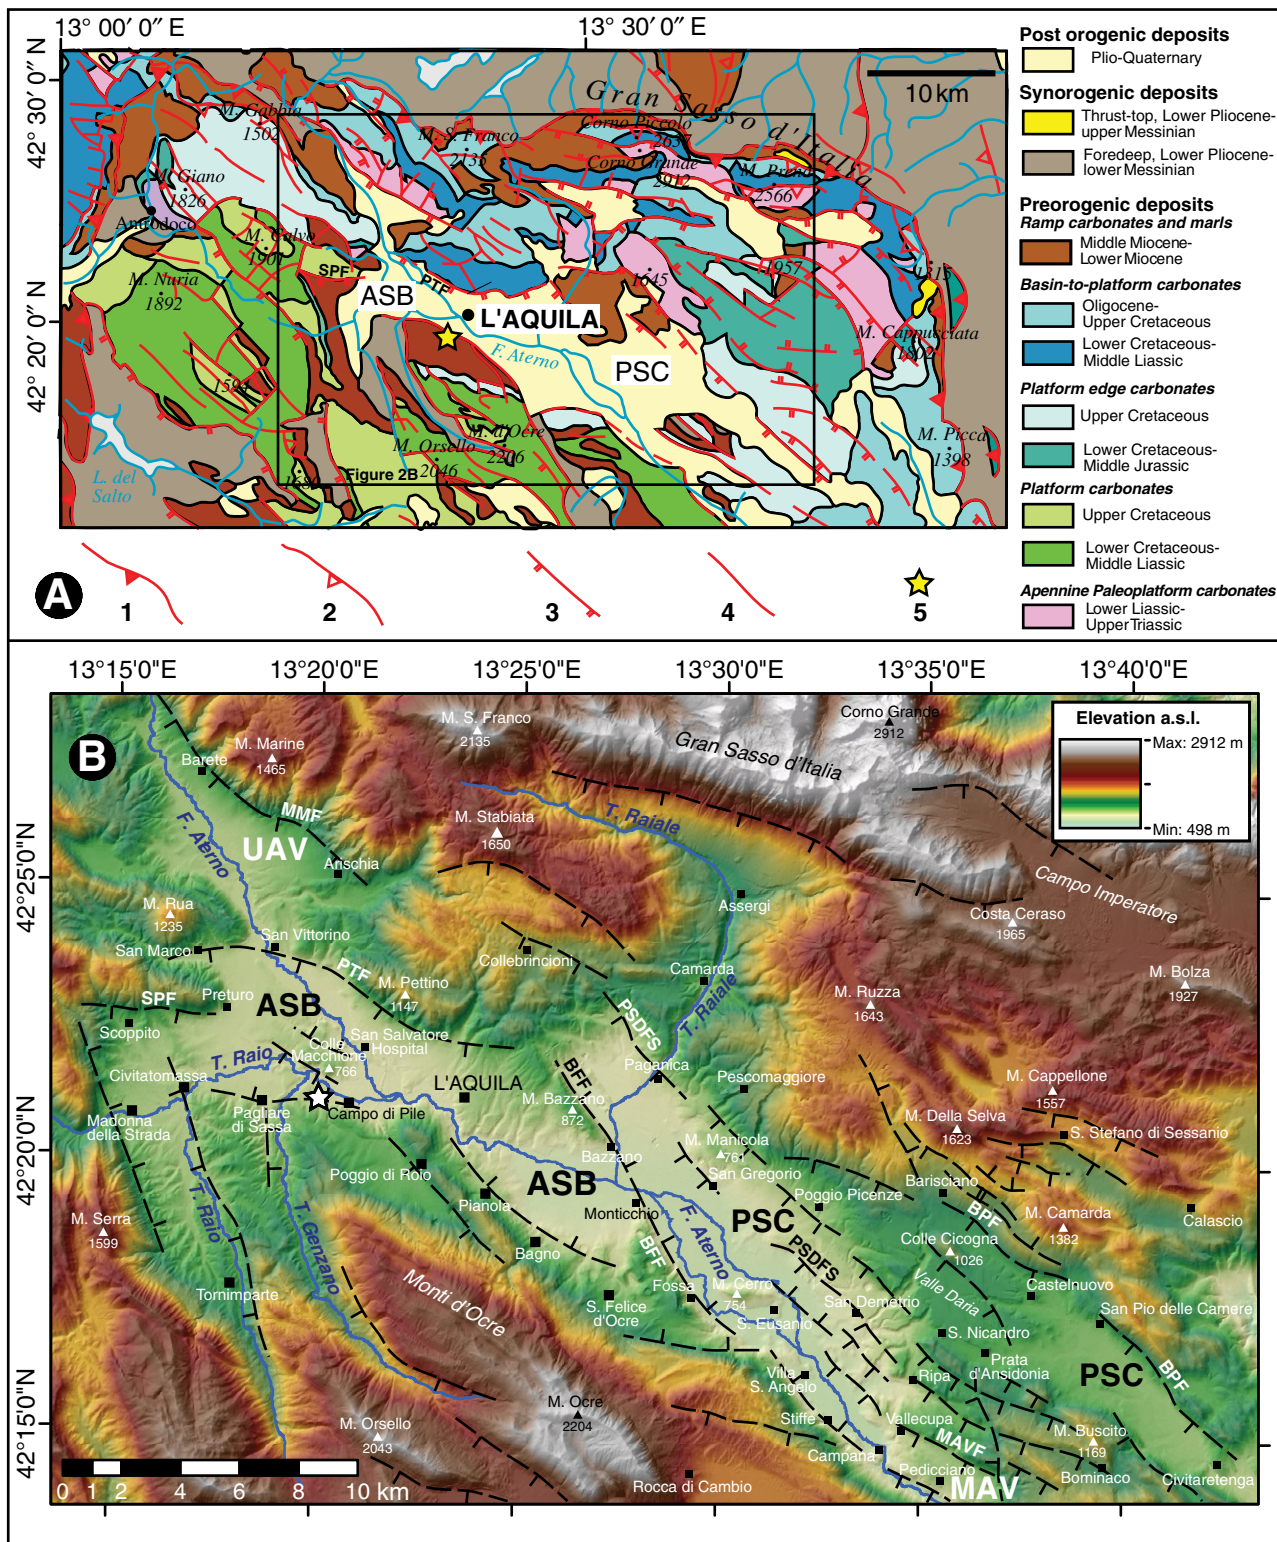 13° 00′ 0″ E
13° 30′ 0″ E
42° 30′ 0″ N
42° 20′ 0″ N
10 km
Gran Sasso d'Italia
M. Gabbia
1502
M. S. Franco
2135
Corno Piccolo
Corno Grande
2912
M. Prena
2566
M. Giano
1826
M. Calvo
1901
M. Nuria
1892
SPF
PTF
ASB
L'AQUILA
F. Aterno
PSC
1645
1957
1315
M. Cappucciata
1802
M. Picca
1398
1594
L. del
Salto
M. d'Ocre
2206
M. Orsello
2046
Figure 2B
A
1
2
3
4
5
Post orogenic deposits
Plio-Quaternary
Synorogenic deposits
Thrust-top, Lower Pliocene-
upper Messinian
Foredeep, Lower Pliocene-
lower Messinian
Preorogenic deposits
Ramp carbonates and marls
Middle Miocene-
Lower Miocene
Basin-to-platform carbonates
Oligocene-
Upper Cretaceous
Lower Cretaceous-
Middle Liassic
Platform edge carbonates
Upper Cretaceous
Lower Cretaceous-
Middle Jurassic
Platform carbonates
Upper Cretaceous
Lower Cretaceous-
Middle Liassic
Apennine Paleoplatform carbonates
Lower Liassic-
Upper Triassic
13°15'0"E
13°20'0"E
13°25'0"E
13°30'0"E
13°35'0"E
13°40'0"E
42°25'0"N
42°20'0"N
42°15'0"N
B
Elevation a.s.l.
Max: 2912 m
Min: 498 m
M. S. Franco
2135
Corno Grande
2912
Gran Sasso d'Italia
M. Marine
1465
Barete
MMF
UAV
F. Aterno
Arischia
M. Stabiata
1650
T. Raiale
Assergi
Campo Imperatore
Costa Ceraso
1965
M. Rua
1235
San Marco
San Vittorino
PTF
M. Pettino
1147
Collebrincioni
Camarda
T. Raiale
M. Ruzza
1643
M. Bolza
1927
SPF
Preturo
ASB
Scoppito
PSDFS
San Salvatore
Hospital
Colle
Macchione
766
T. Raio
Civitatomassa
Madonna
della Strada
Pagliare
di Sassa
Campo di Pile
L'AQUILA
BFF
Paganica
Pescomaggiore
M. Bazzano
872
Bazzano
M. Cappellone
1557
M. Della Selva
1623
S. Stefano di Sessanio
M. Manicola
761
San Gregorio
Poggio di Roio
Pianola
ASB
Monticchio
PSC
Poggio Picenze
Barisciano
BPF
M. Camarda
1382
Calascio
M. Serra
1599
T. Raio
T. Genzano
Bagno
BFF
F. Aterno
PSDFS
Colle Cicogna
1026
Castelnuovo
Valle Daria
San Pio delle Camere
Tornimparte
Monti d'Ocre
S. Felice
d'Ocre
Fossa
M. Cerro
754
S. Eusanio
San Demetrio
S. Nicandro
Prata
d'Ansidonia
PSC
BPF
Villa
S. Angelo
Ripa
M. Orsello
2043
M. Ocre
2204
Stiffe
Vallecupa
MAVF
M. Buscito
1169
Campana
Pedicciano
Bominaco
Civitaretenga
MAV
Rocca di Cambio
0 1 2 4 6 8 10 km